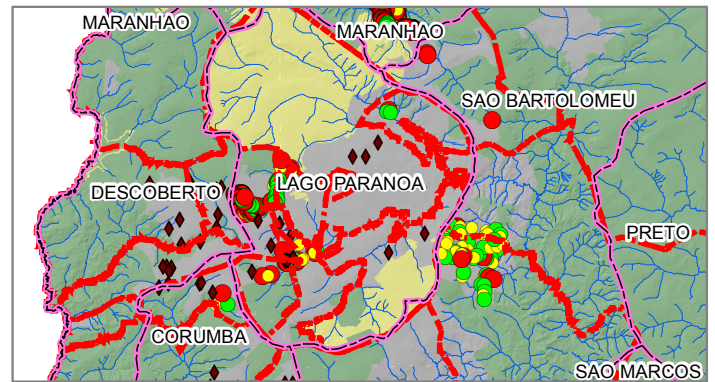 MARANHAO
MARANHAO
SAO BARTOLOMEU
DESCOBERTO
LAGO PARANOA
PRETO
CORUMBA
SAO MARCOS